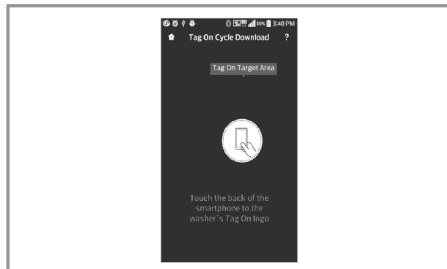 80% 3:40 PM
Tag On Cycle Download ?
Tag On Target Area
Touch the back of the
smartphone to the
washer's Tag On logo